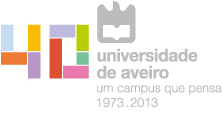 40
universidade
de aveiro
um campus que pensa
1973.2013